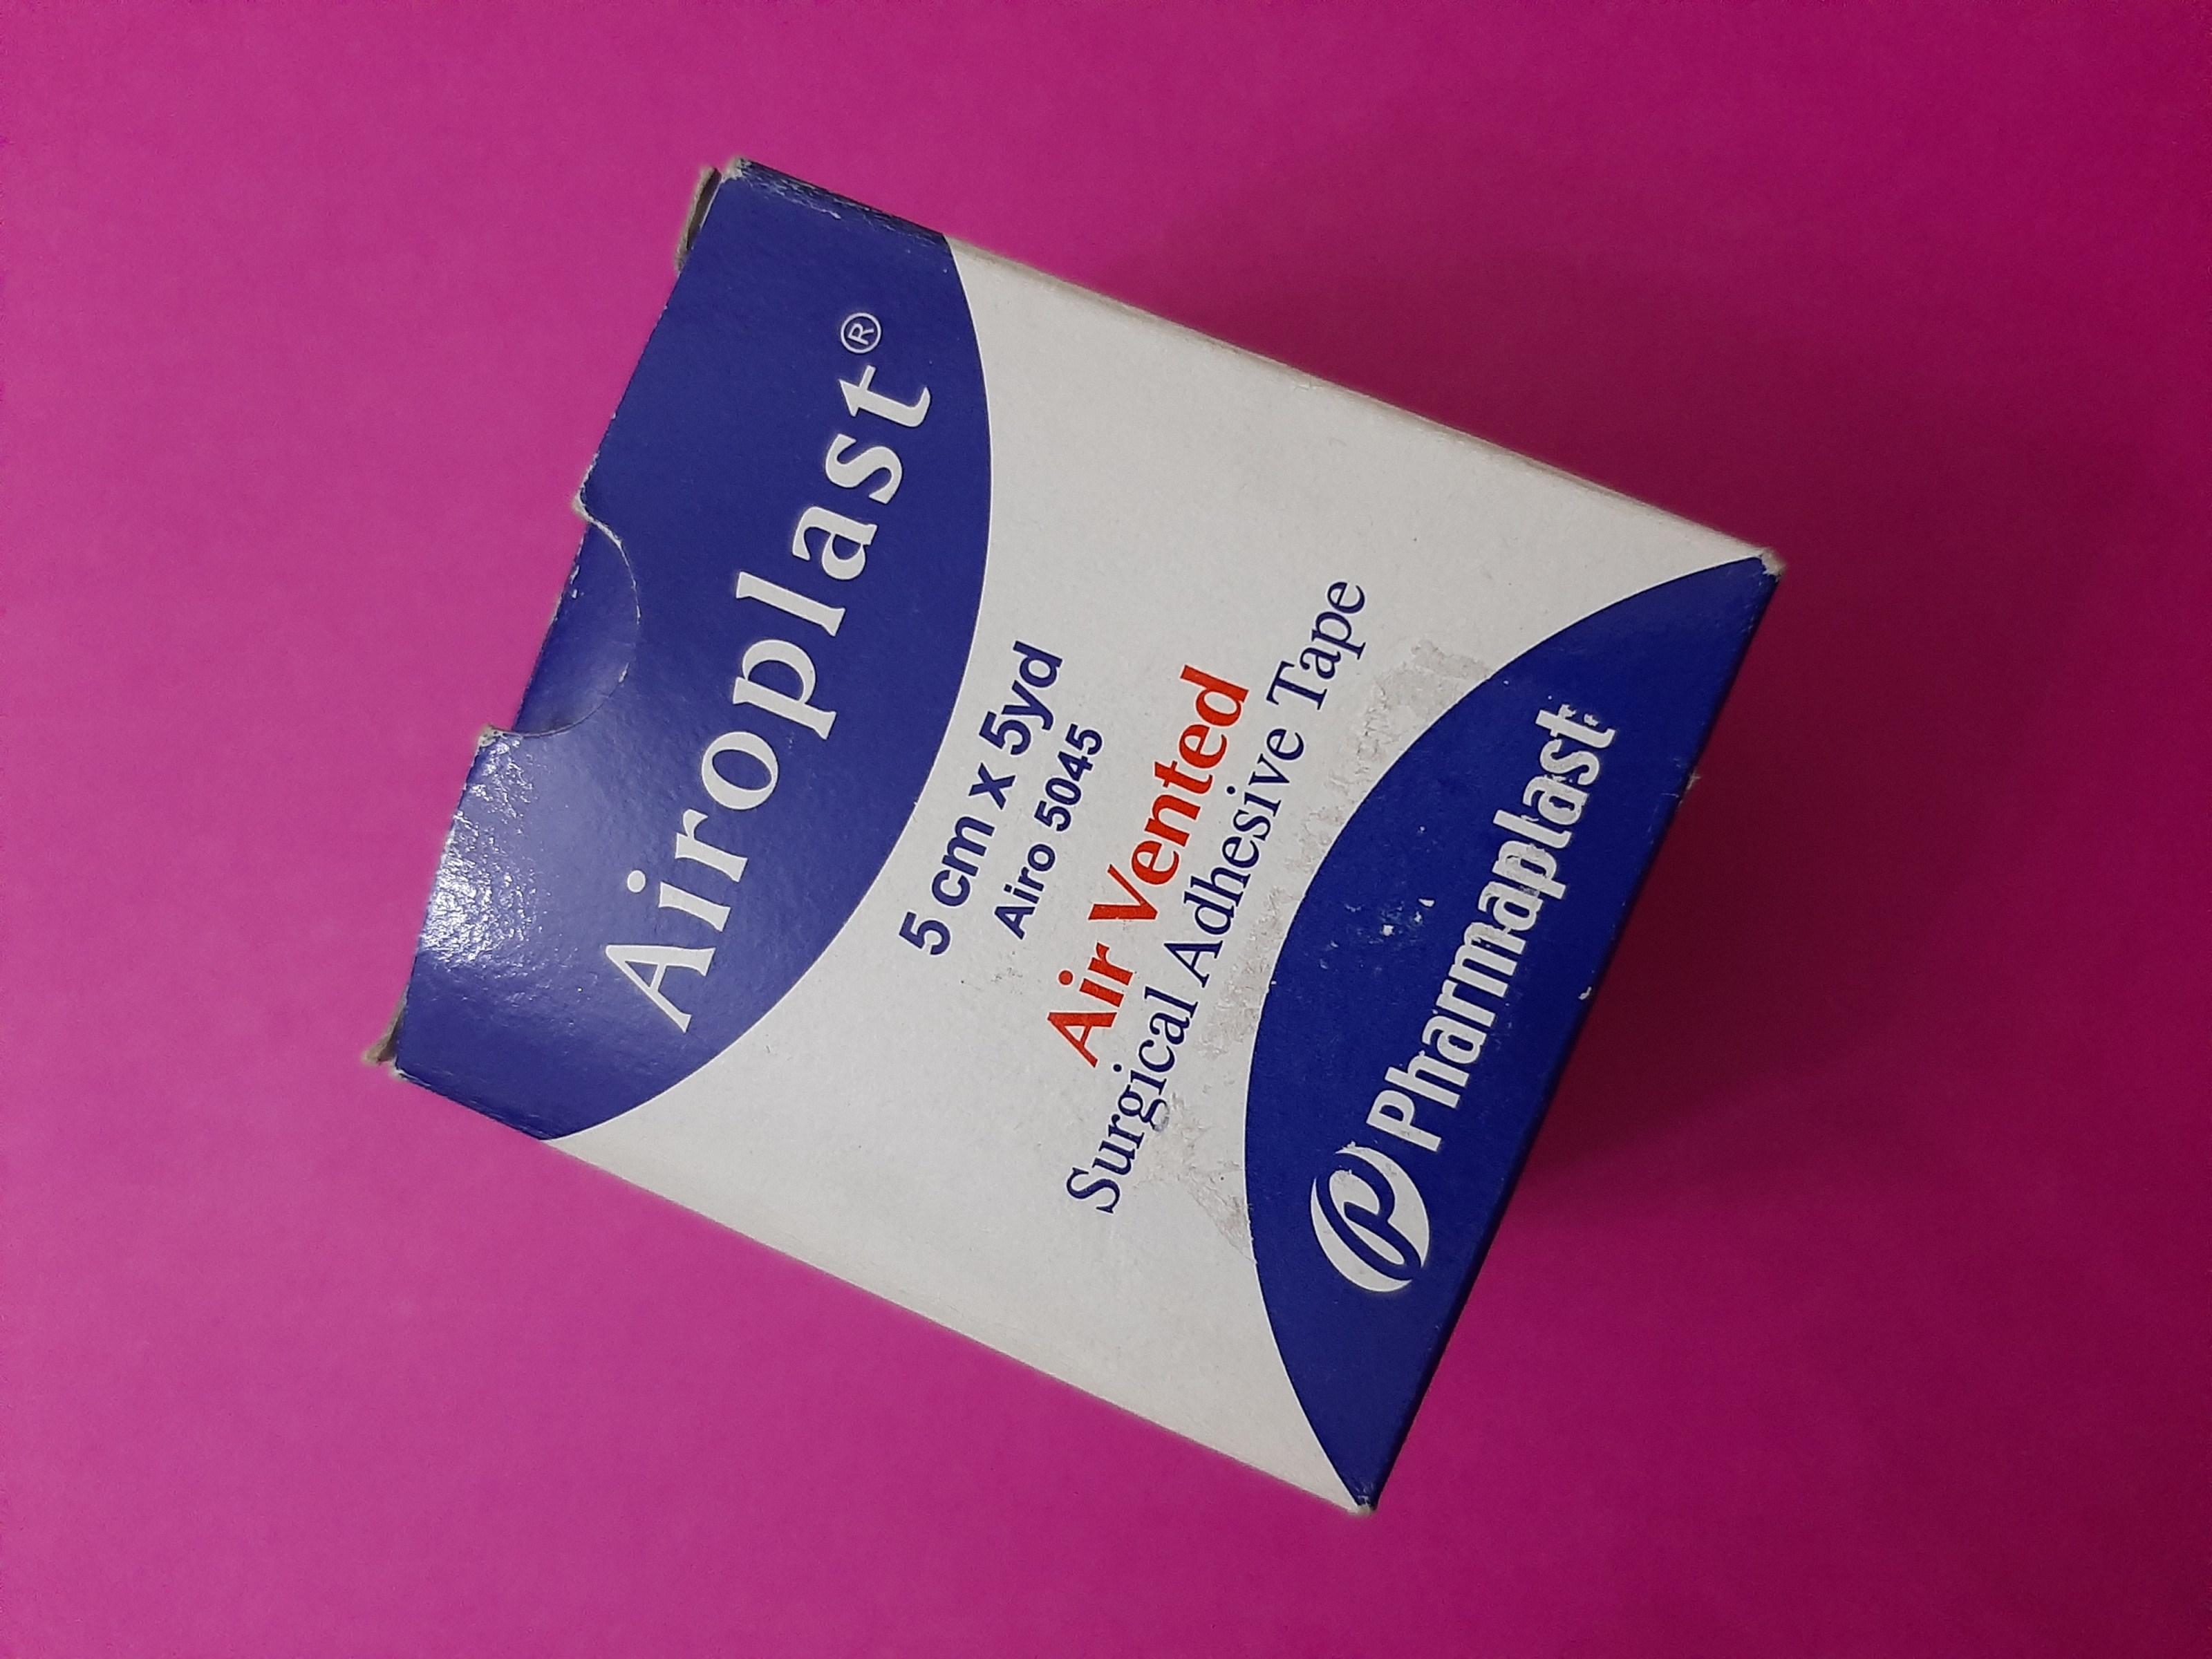 Airoplast®
5 cm x 5yd
Airo 5045
Air Vented
Surgical Adhesive Tape
Pharmaplast